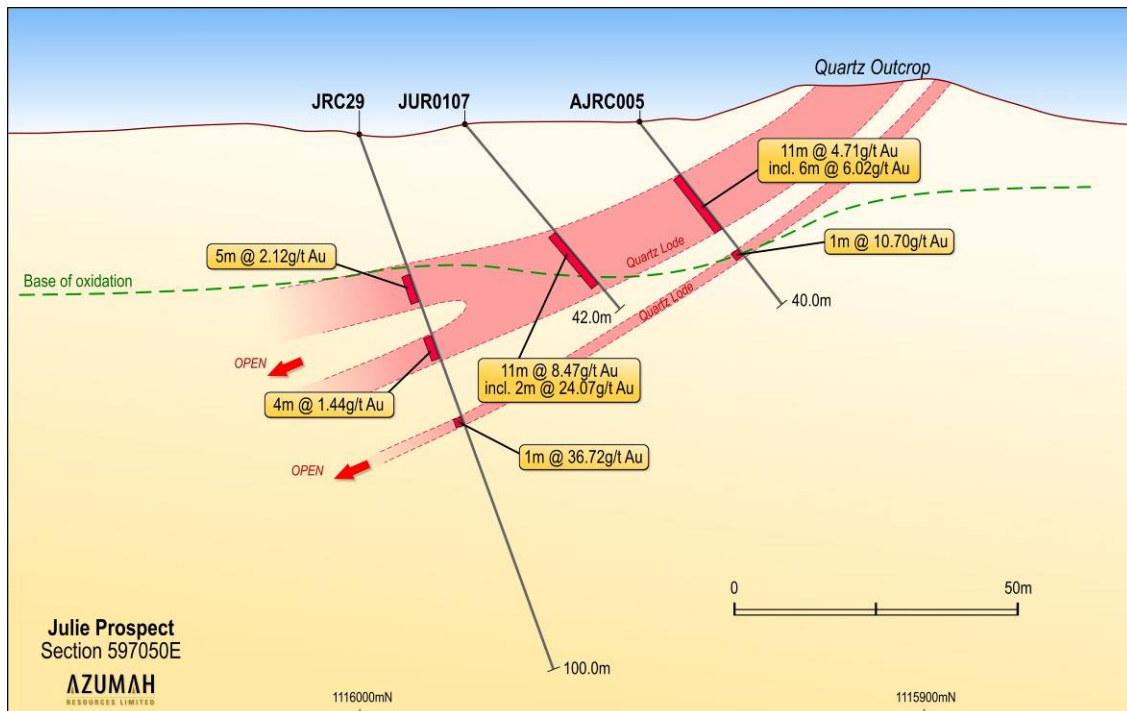 Quartz Outcrop
JRC29
JUR0107
AJRC005
11m @ 4.71g/t Au
incl. 6m @ 6.02g/t Au
5m @ 2.12g/t Au
1m @ 10.70g/t Au
Quartz Lode
Base of oxidation
Quartz Lode
40.0m
42.0m
OPEN
11m @ 8.47g/t Au
incl. 2m @ 24.07g/t Au
4m @ 1.44g/t Au
1m @ 36.72g/t Au
OPEN
0
50m
Julie Prospect
Section 597050E
100.0m
AZUMAH
RESOURCES LIMITED
1116000mN
1115900mN